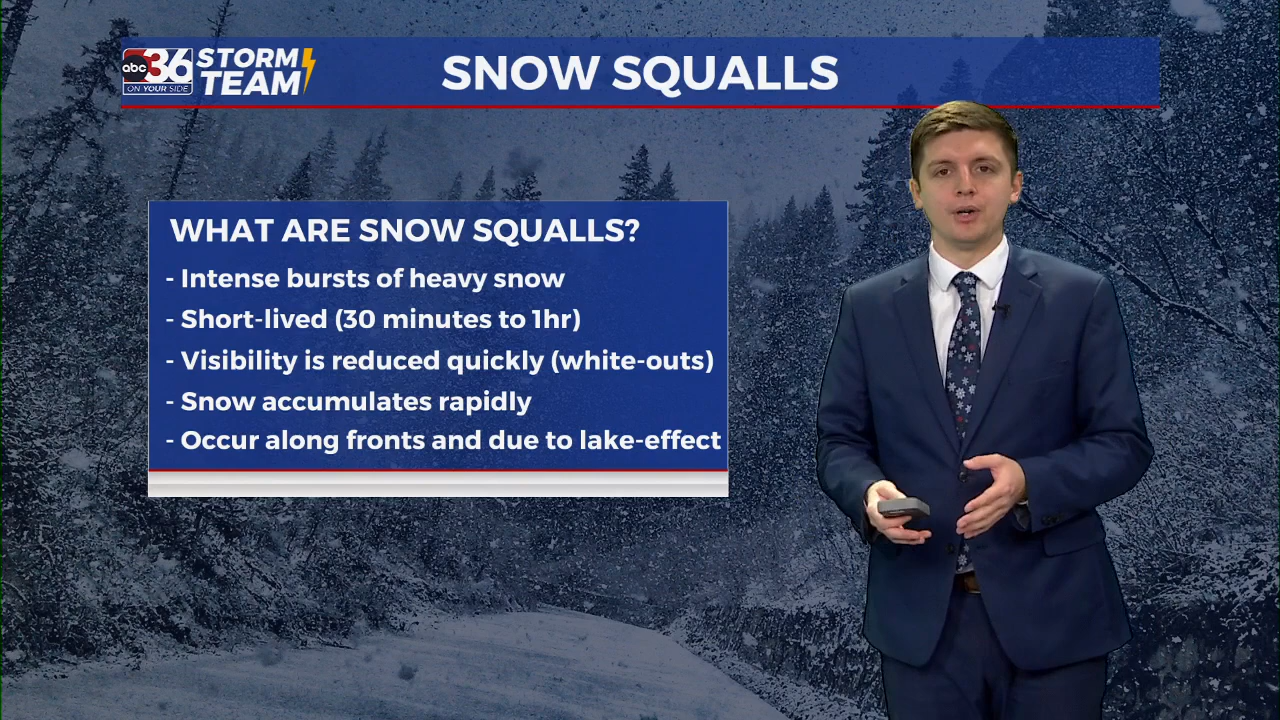 abc 36
ON YOUR SIDE
STORM
TEAM
SNOW SQUALLS
WHAT ARE SNOW SQUALLS?
- Intense bursts of heavy snow
- Short-lived (30 minutes to 1hr)
- Visibility is reduced quickly (white-outs)
- Snow accumulates rapidly
- Occur along fronts and due to lake-effect